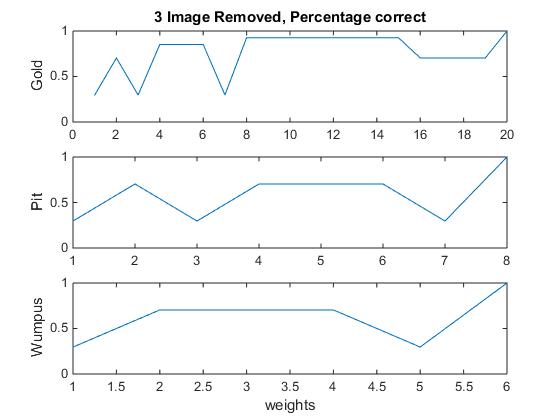 3 Image Removed, Percentage correct
1
0.5
0
Gold
0 2 4 6 8 10 12 14 16 18 20
1
0.5
0
Pit
1 2 3 4 5 6 7 8
1
0.5
0
Wumpus
1 1.5 2 2.5 3 3.5 4 4.5 5 5.5 6
weights